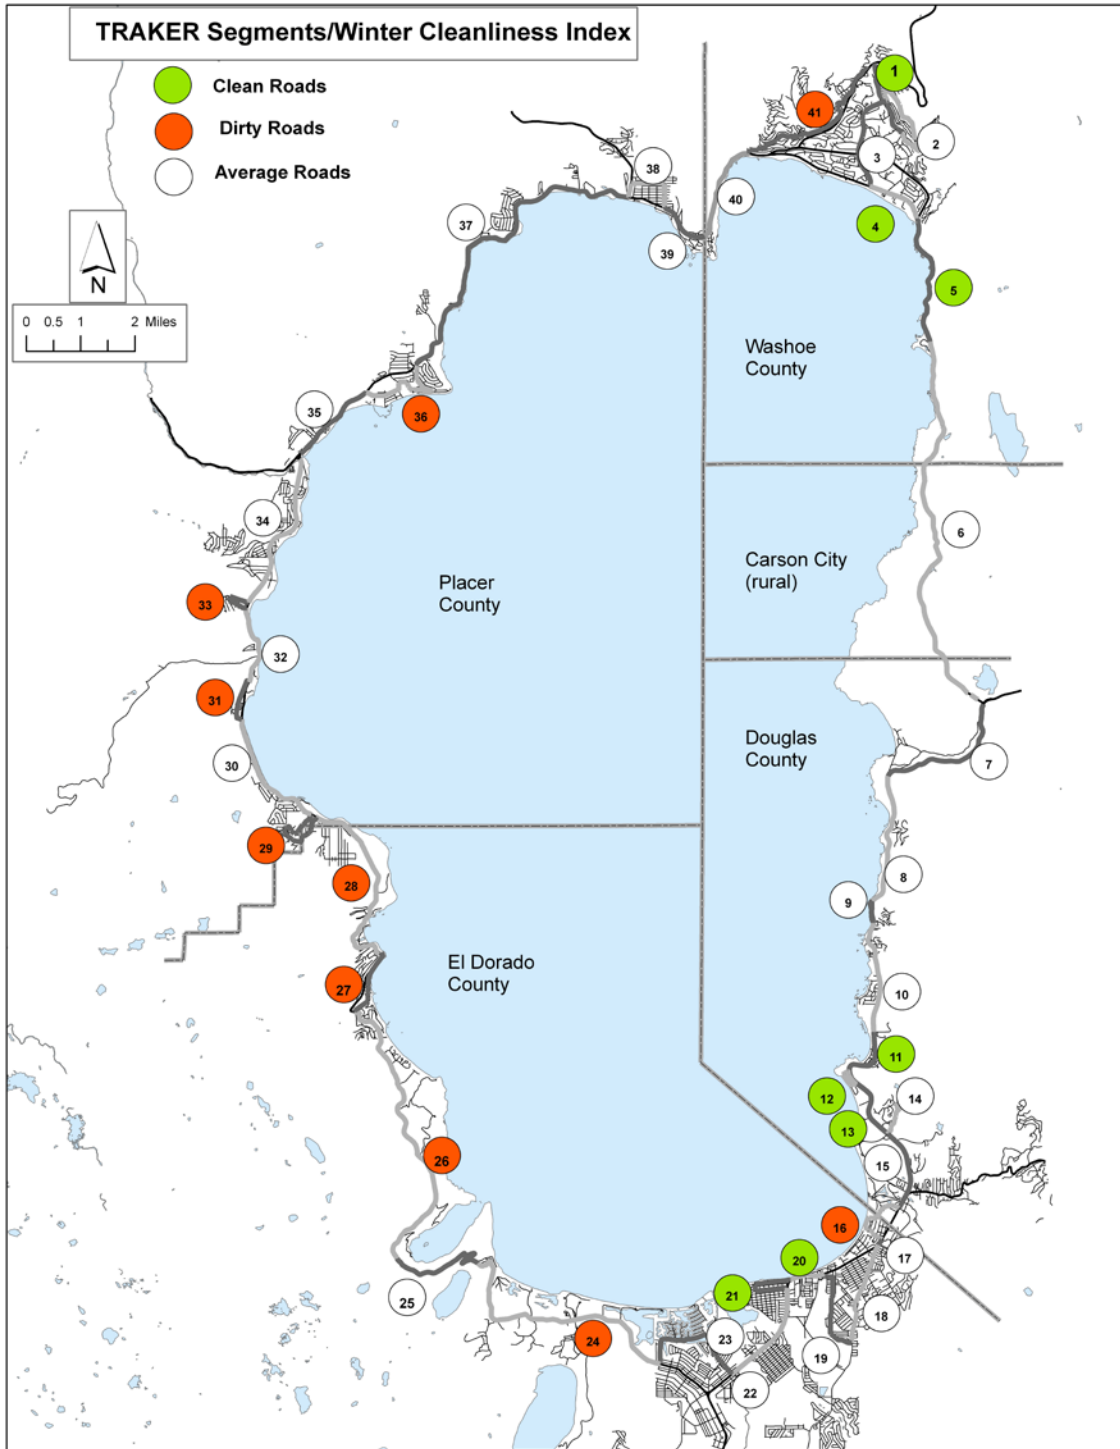 TRAKER Segments/Winter Cleanliness Index
Clean Roads
Dirty Roads
Average Roads
N
0 0.5 1 2 Miles
1
41
2
3
38
40
4
37
39
5
Washoe
County
36
35
34
6
Carson City
(rural)
Placer
County
33
32
31
Douglas
County
30
7
29
28
8
9
El Dorado
County
27
10
11
12
14
13
26
15
16
17
20
25
21
18
24
23
19
22